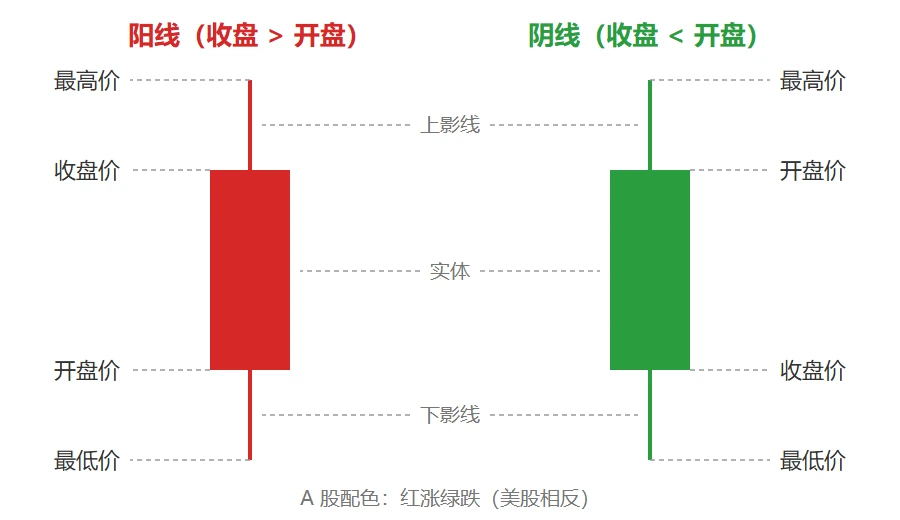 阳线（收盘 > 开盘） 阴线（收盘 < 开盘）
最高价 最高价
上影线
收盘价 开盘价
实体
开盘价 收盘价
下影线
最低价 最低价
A 股配色：红涨绿跌（美股相反）